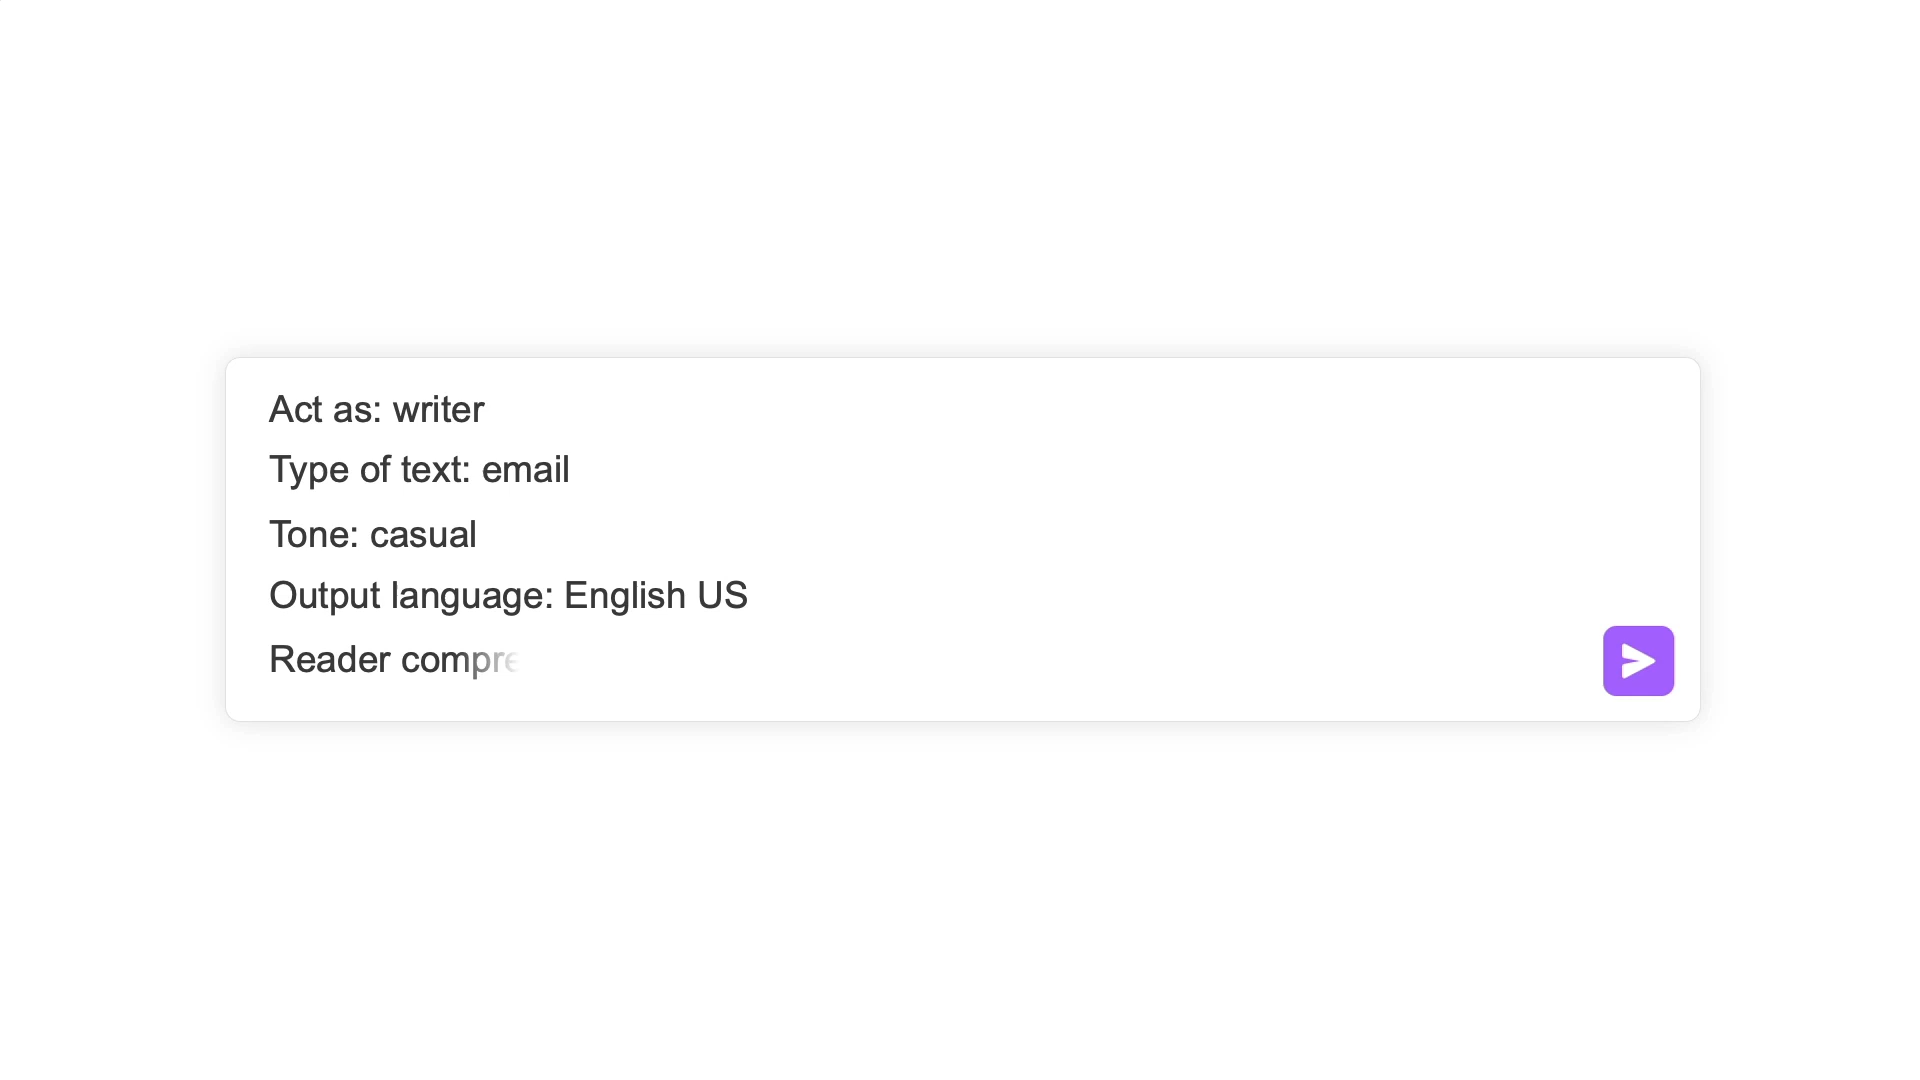 Act as: writer
Type of text: email
Tone: casual
Output language: English US
Reader compre